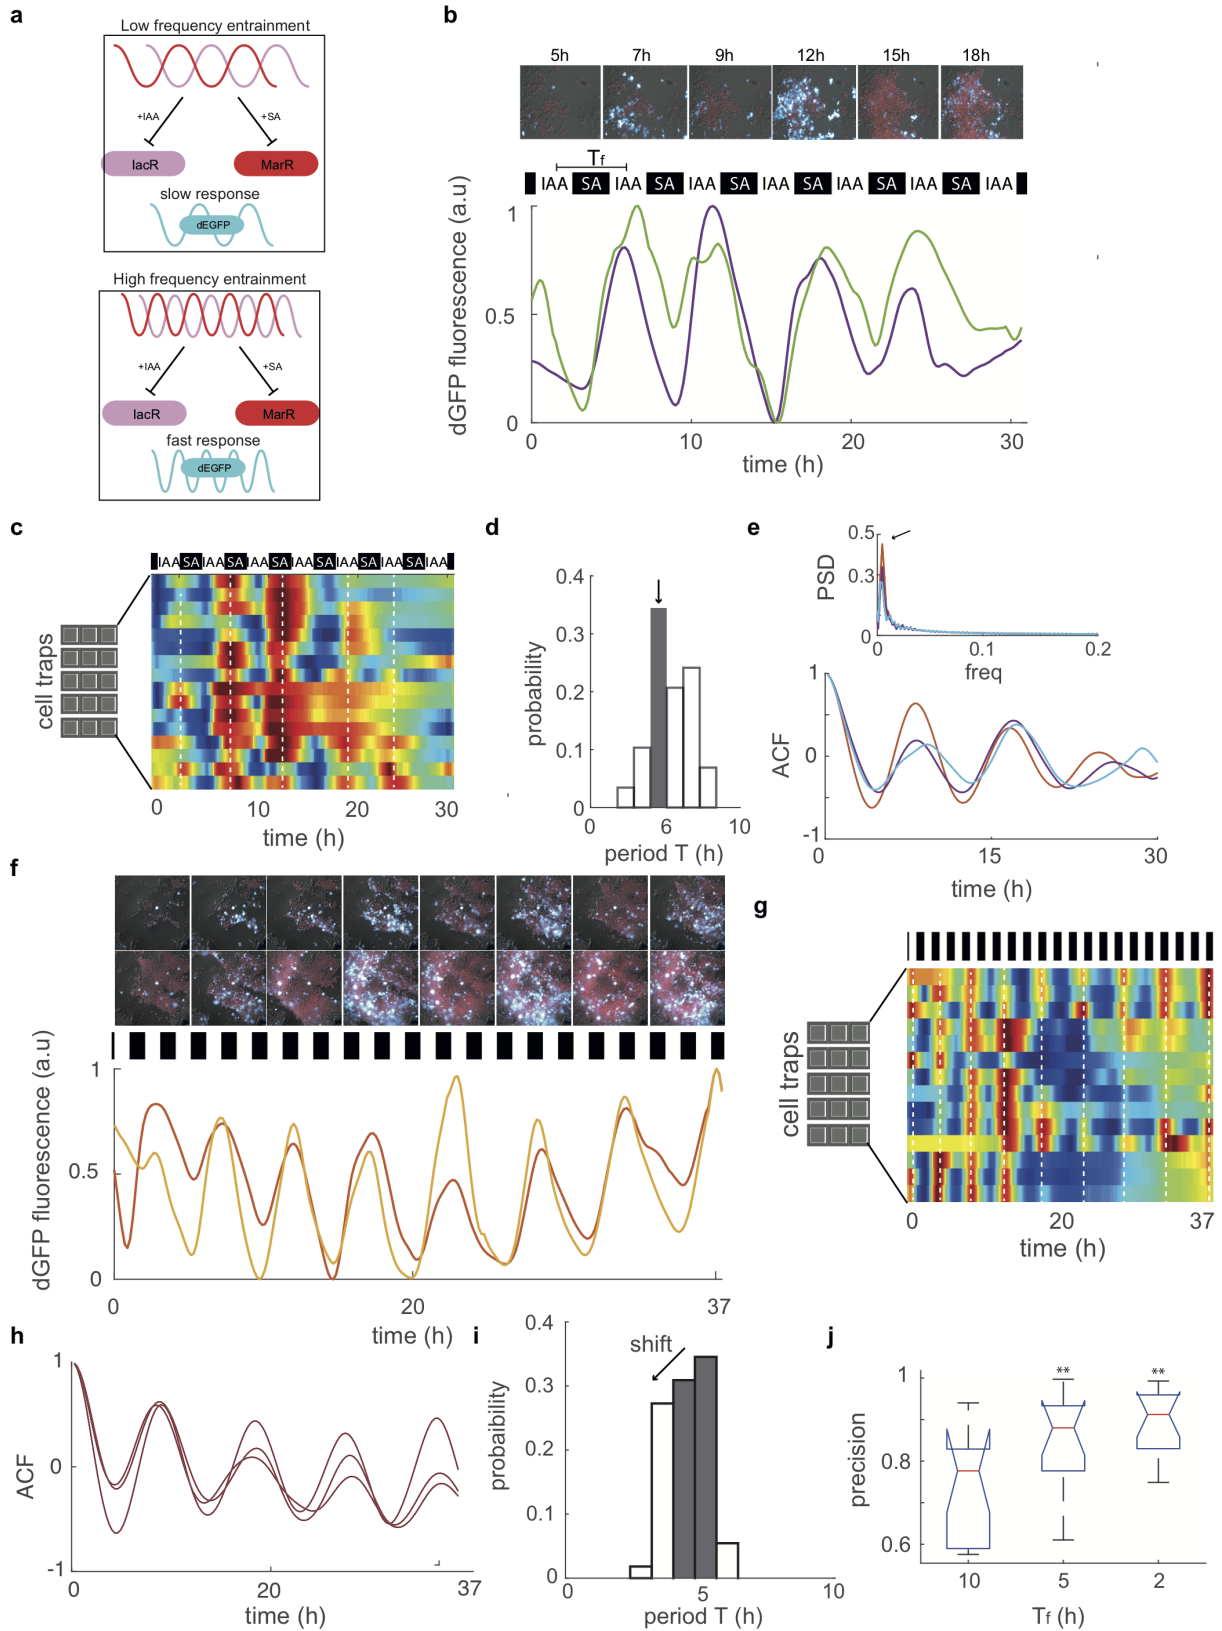 a
Low frequency entrainment
+IAA
+SA
lacR
MarR
slow response
dEGFP
High frequency entrainment
+IAA
+SA
lacR
MarR
fast response
dEGFP
b
5h 7h 9h 12h 15h 18h
Tf
IAA SA IAA SA IAA SA IAA SA IAA SA IAA SA IAA
dGFP fluorescence (a.u)
1
0.5
0
0 10 20 30
time (h)
c
IAA SA IAA SA IAA SA IAA SA IAA SA IAA SA IAA
cell traps
0 10 20 30
time (h)
d
probability
0.4
0.3
0.2
0.1
0
0 6 10
period T (h)
e
PSD
0.5
0.3
0
0 0.1 0.2
freq
ACF
1
0
-1
0 15 30
time (h)
f
dGFP fluorescence (a.u)
1
0.5
0
0 20 37
time (h)
g
cell traps
0 20 37
time (h)
h
ACF
1
0
-1
0 20 37
time (h)
i
shift
probaibility
0.4
0.3
0.2
0.1
0
0 5 10
period T (h)
j
** **
precision
1
0.8
0.6
10 5 2
Tf (h)